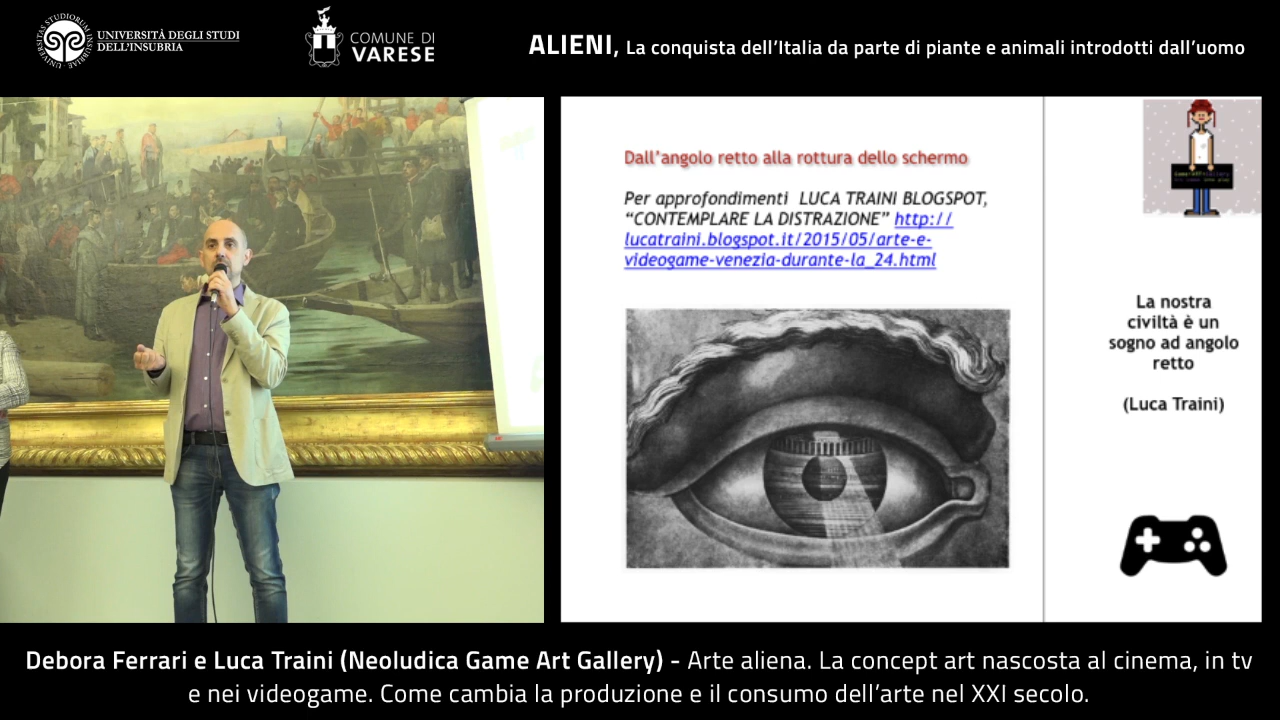 UNIVERSITÀ DEGLI STUDI
DELL'INSUBRIA
COMUNE DI
VARESE
ALIENI, La conquista dell'Italia da parte di piante e animali introdotti dall'uomo
Dall'angolo retto alla rottura dello schermo
Per approfondimenti LUCA TRAINI BLOGSPOT,
"CONTEMPLARE LA DISTRAZIONE" http://
lucatraini.blogspot.it/2015/05/arte-e-
videogame-venezia-durante-la_24.html
La nostra
civiltà è un
sogno ad angolo
retto
(Luca Traini)
Debora Ferrari e Luca Traini (Neoludica Game Art Gallery) - Arte aliena. La concept art nascosta al cinema, in tv
e nei videogame. Come cambia la produzione e il consumo dell'arte nel XXI secolo.